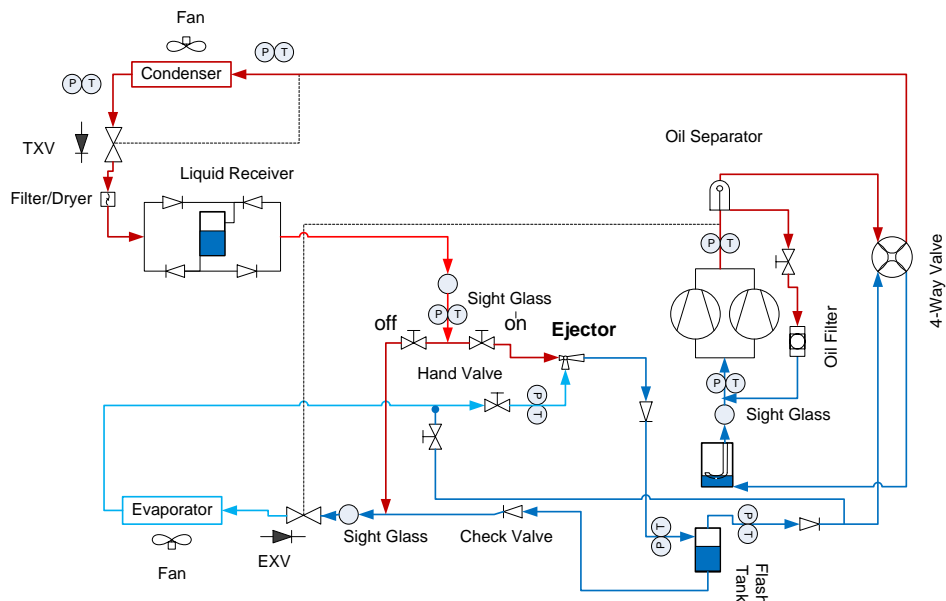 Fan
P T
P T
Condenser
TXV
Oil Separator
Liquid Receiver
Filter/Dryer
P T
4-Way Valve
Sight Glass
P T
off
on
Ejector
Oil Filter
Hand Valve
P T
P T
Sight Glass
Evaporator
Sight Glass
Check Valve
P T
P T
EXV
Fan
Flash
Tank